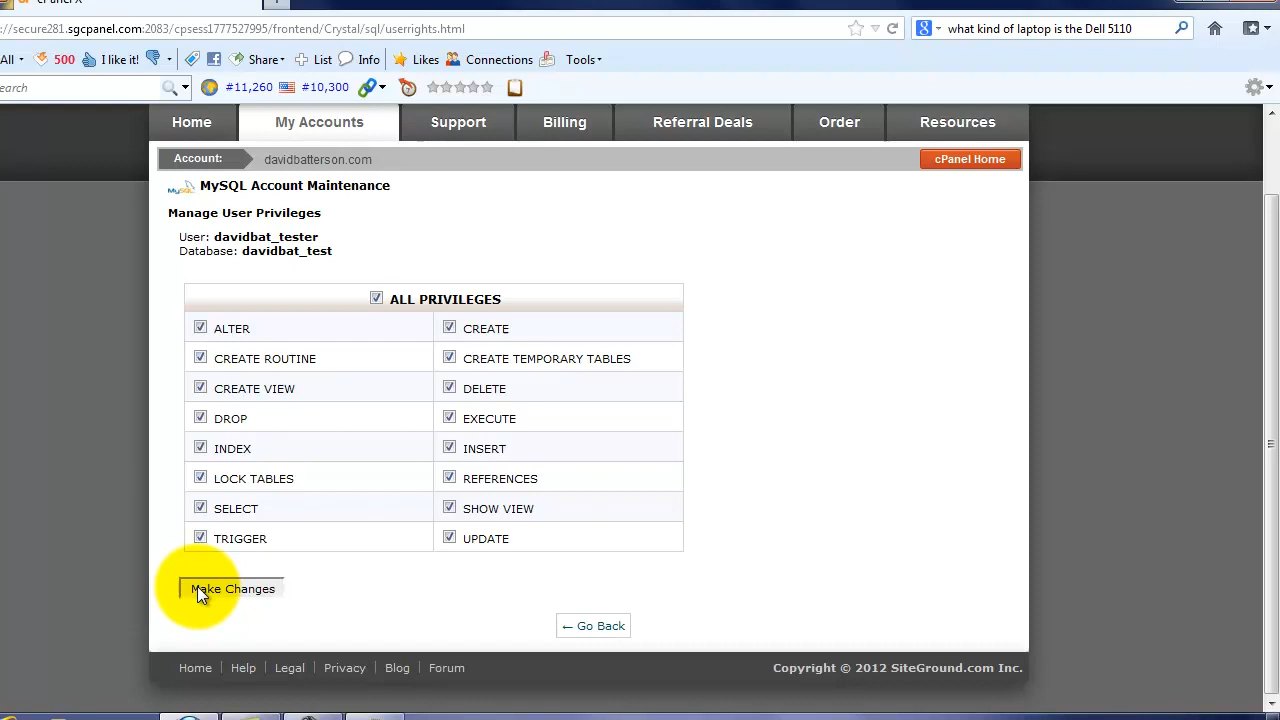 ://secure281.sgcpanel.com:2083/cpsess1777527995/frontend/Crystal/sql/userrights.html
what kind of laptop is the Dell 5110
All 500 I like it! Share List Info Likes Connections Tools
earch #11,260 #10,300
Home My Accounts Support Billing Referral Deals Order Resources
Account: davidbatterson.com cPanel Home
MySQL MySQL Account Maintenance
Manage User Privileges
User: davidbat_tester
Database: davidbat_test
ALL PRIVILEGES
ALTER CREATE
CREATE ROUTINE CREATE TEMPORARY TABLES
CREATE VIEW DELETE
DROP EXECUTE
INDEX INSERT
LOCK TABLES REFERENCES
SELECT SHOW VIEW
TRIGGER UPDATE
Make Changes
← Go Back
Home Help Legal Privacy Blog Forum Copyright © 2012 SiteGround.com Inc.